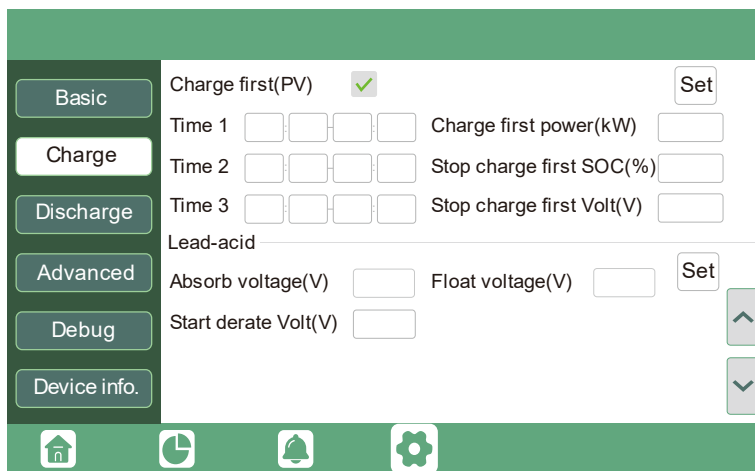 Basic
Charge
Discharge
Advanced
Debug
Device info.
Charge first(PV) Set
Time 1 : - : Charge first power(kW)
Time 2 : - : Stop charge first SOC(%)
Time 3 : - : Stop charge first Volt(V)
Lead-acid
Absorb voltage(V) Float voltage(V) Set
Start derate Volt(V)